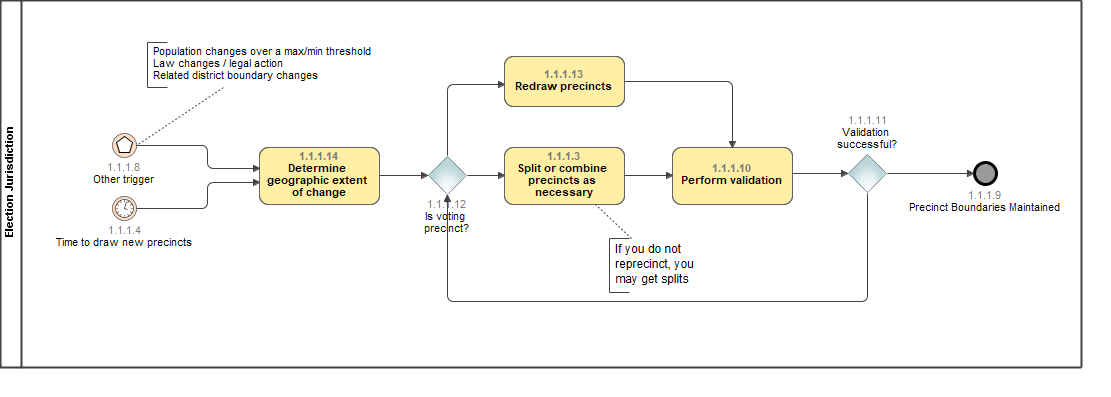 Election Jurisdiction
Population changes over a max/min threshold
Law changes / legal action
Related district boundary changes
1.1.1.8
Other trigger
1.1.1.4
Time to draw new precincts
1.1.1.14
Determine
geographic extent
of change
1.1.1.12
Is voting
precinct?
1.1.1.13
Redraw precincts
1.1.1.3
Split or combine
precincts as
necessary
If you do not
reprecinct, you
may get splits
1.1.1.10
Perform validation
1.1.1.11
Validation
successful?
1.1.1.9
Precinct Boundaries Maintained